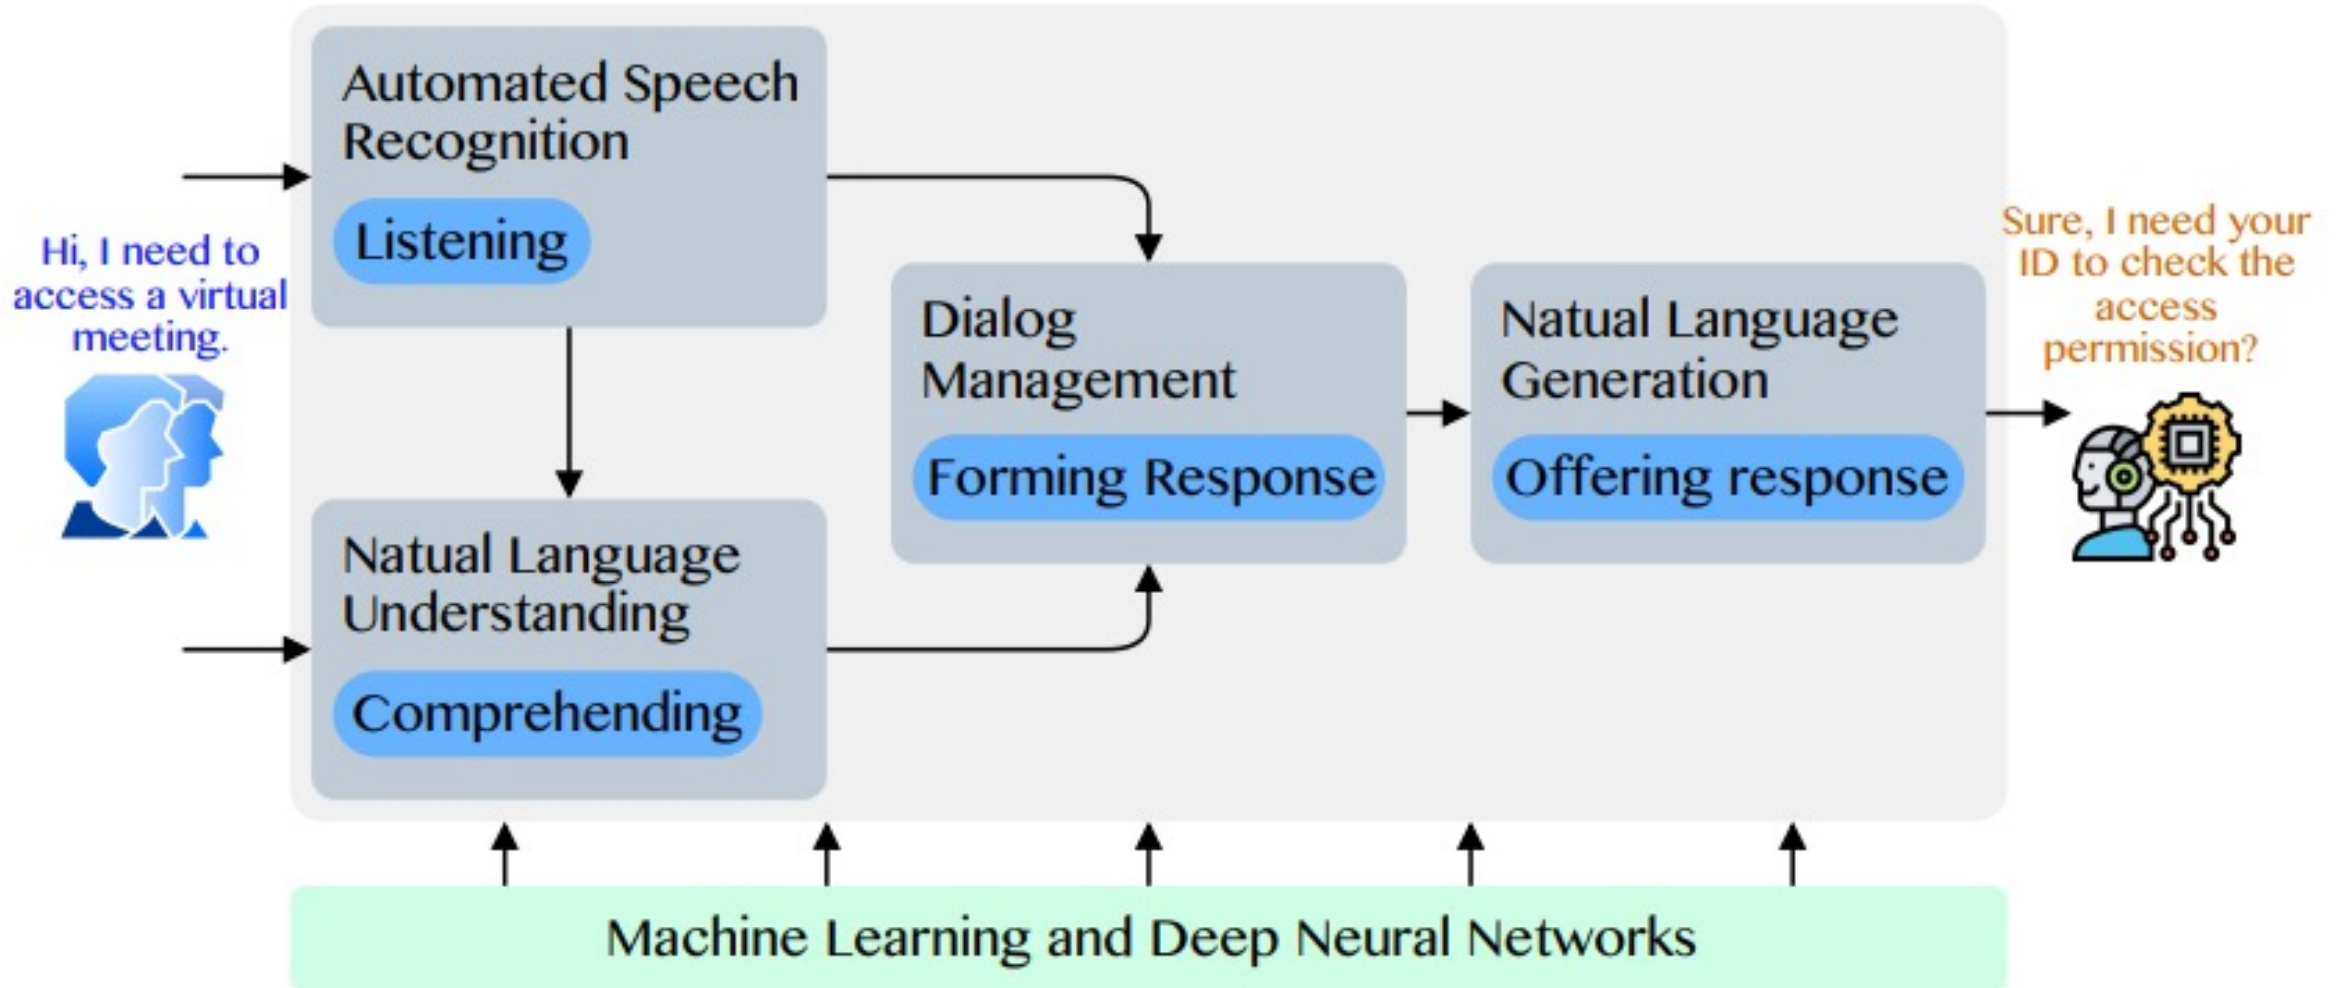 Hi, I need to
access a virtual
meeting.
Automated Speech
Recognition
Listening
Natual Language
Understanding
Comprehending
Dialog
Management
Forming Response
Natual Language
Generation
Offering response
Sure, I need your
ID to check the
access
permission?
Machine Learning and Deep Neural Networks